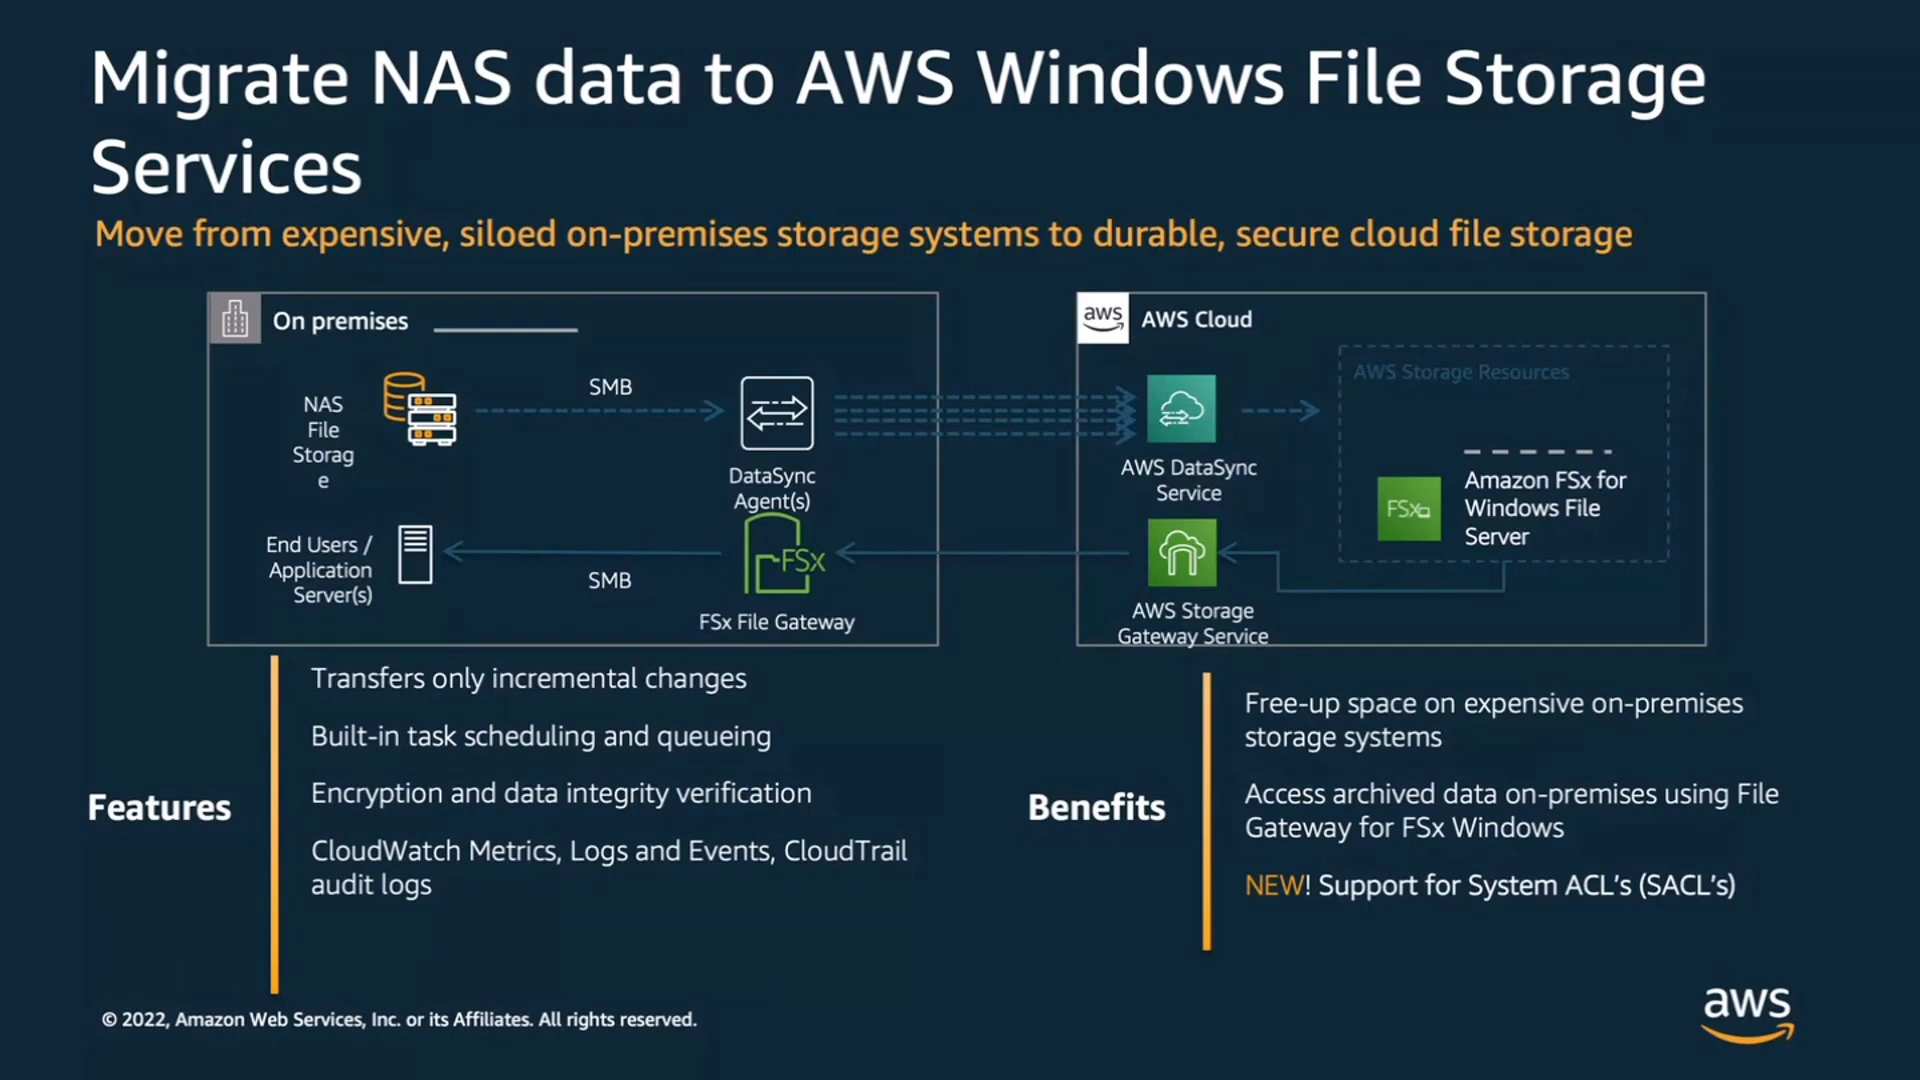 Migrate NAS data to AWS Windows File Storage
Services
Move from expensive, siloed on-premises storage systems to durable, secure cloud file storage
On premises
NAS
File
Storag
e
SMB
DataSync
Agent(s)
End Users /
Application
Server(s)
SMB
FSx
FSx File Gateway
aws
AWS Cloud
AWS DataSync
Service
AWS Storage Resources
FSx
Amazon FSx for
Windows File
Server
AWS Storage
Gateway Service
Features
Transfers only incremental changes
Built-in task scheduling and queueing
Encryption and data integrity verification
CloudWatch Metrics, Logs and Events, CloudTrail
audit logs
Benefits
Free-up space on expensive on-premises
storage systems
Access archived data on-premises using File
Gateway for FSx Windows
NEW! Support for System ACL’s (SACL’s)
© 2022, Amazon Web Services, Inc. or its Affiliates. All rights reserved.
aws